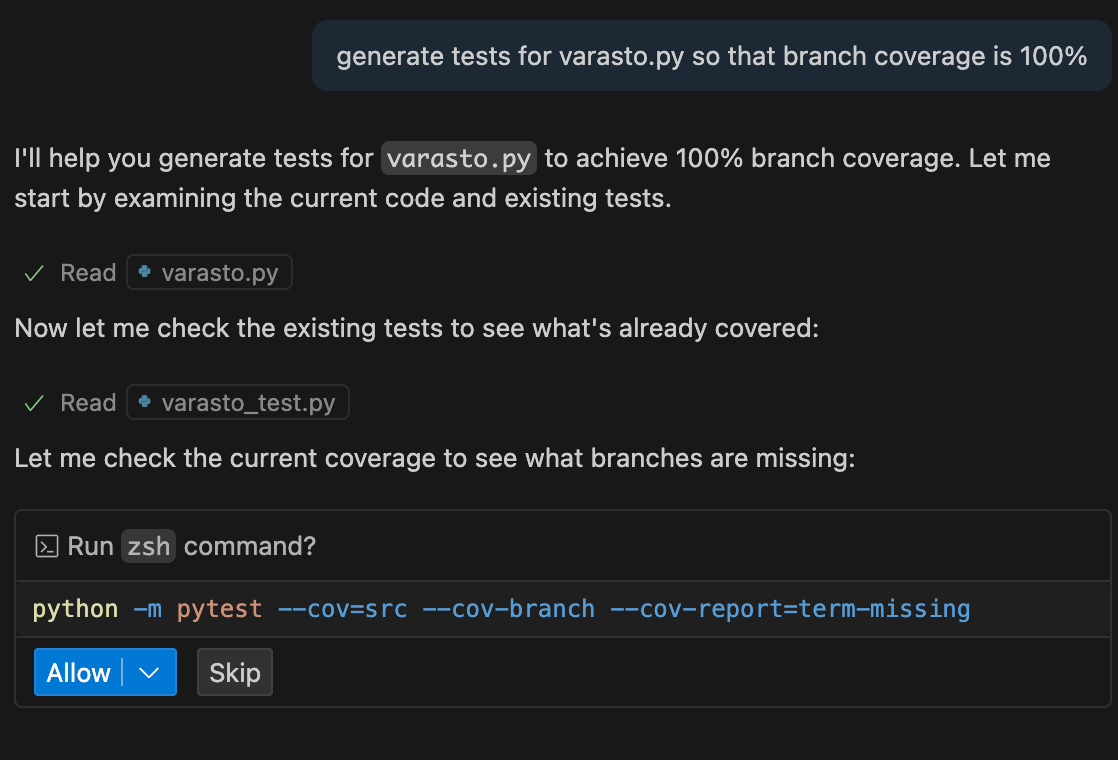 generate tests for varasto.py so that branch coverage is 100%
I'll help you generate tests for varasto.py to achieve 100% branch coverage. Let me
start by examining the current code and existing tests.
Read varasto.py
Now let me check the existing tests to see what's already covered:
Read varasto_test.py
Let me check the current coverage to see what branches are missing:
Run zsh command?
python -m pytest --cov=src --cov-branch --cov-report=term-missing
Allow Skip